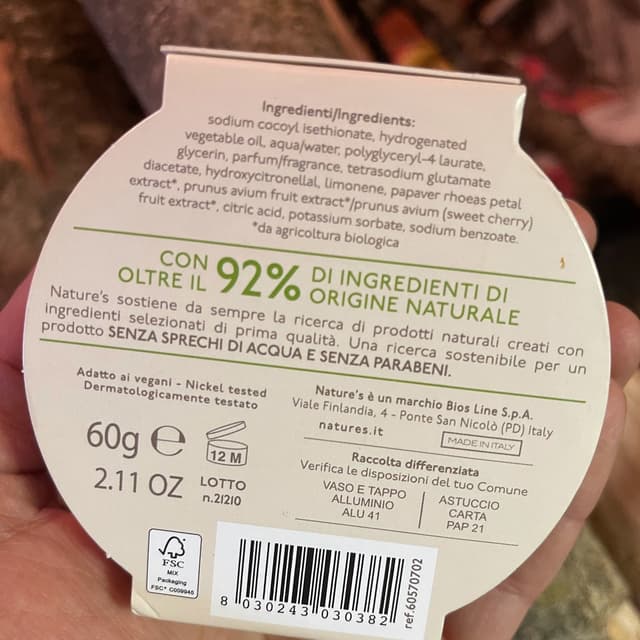 Ingredienti/Ingredients:
sodium cocoyl isethionate, hydrogenated
vegetable oil, aqua/water, polyglyceryl-4 laurate,
glycerin, parfum/fragrance, tetrasodium glutamate
diacetate, hydroxycitronellal, limonene, papaver rhoeas petal
extract*, prunus avium fruit extract*/prunus avium (sweet cherry)
fruit extract*, citric acid, potassium sorbate, sodium benzoate.
*da agricoltura biologica
CON OLTRE IL 92% DI INGREDIENTI DI ORIGINE NATURALE
Nature's sostiene da sempre la ricerca di prodotti naturali creati con
ingredienti selezionati di prima qualità. Una ricerca sostenibile per un
prodotto SENZA SPRECHI DI ACQUA E SENZA PARABENI.
Adatto ai vegani - Nickel tested
Dermatologicamente testato
60g e
2.11 OZ
12 M
LOTTO
n.21210
Nature's è un marchio Bios Line S.p.A.
Viale Finlandia, 4 - Ponte San Nicolò (PD) Italy
natures.it
MADE IN ITALY
Raccolta differenziata
Verifica le disposizioni del tuo Comune
VASO E TAPPO
ALLUMINIO
ALU 41
ASTUCCIO
CARTA
PAP 21
FSC
MIX
Packaging
FSC® C009946
8 030243 030382
ref.60570702